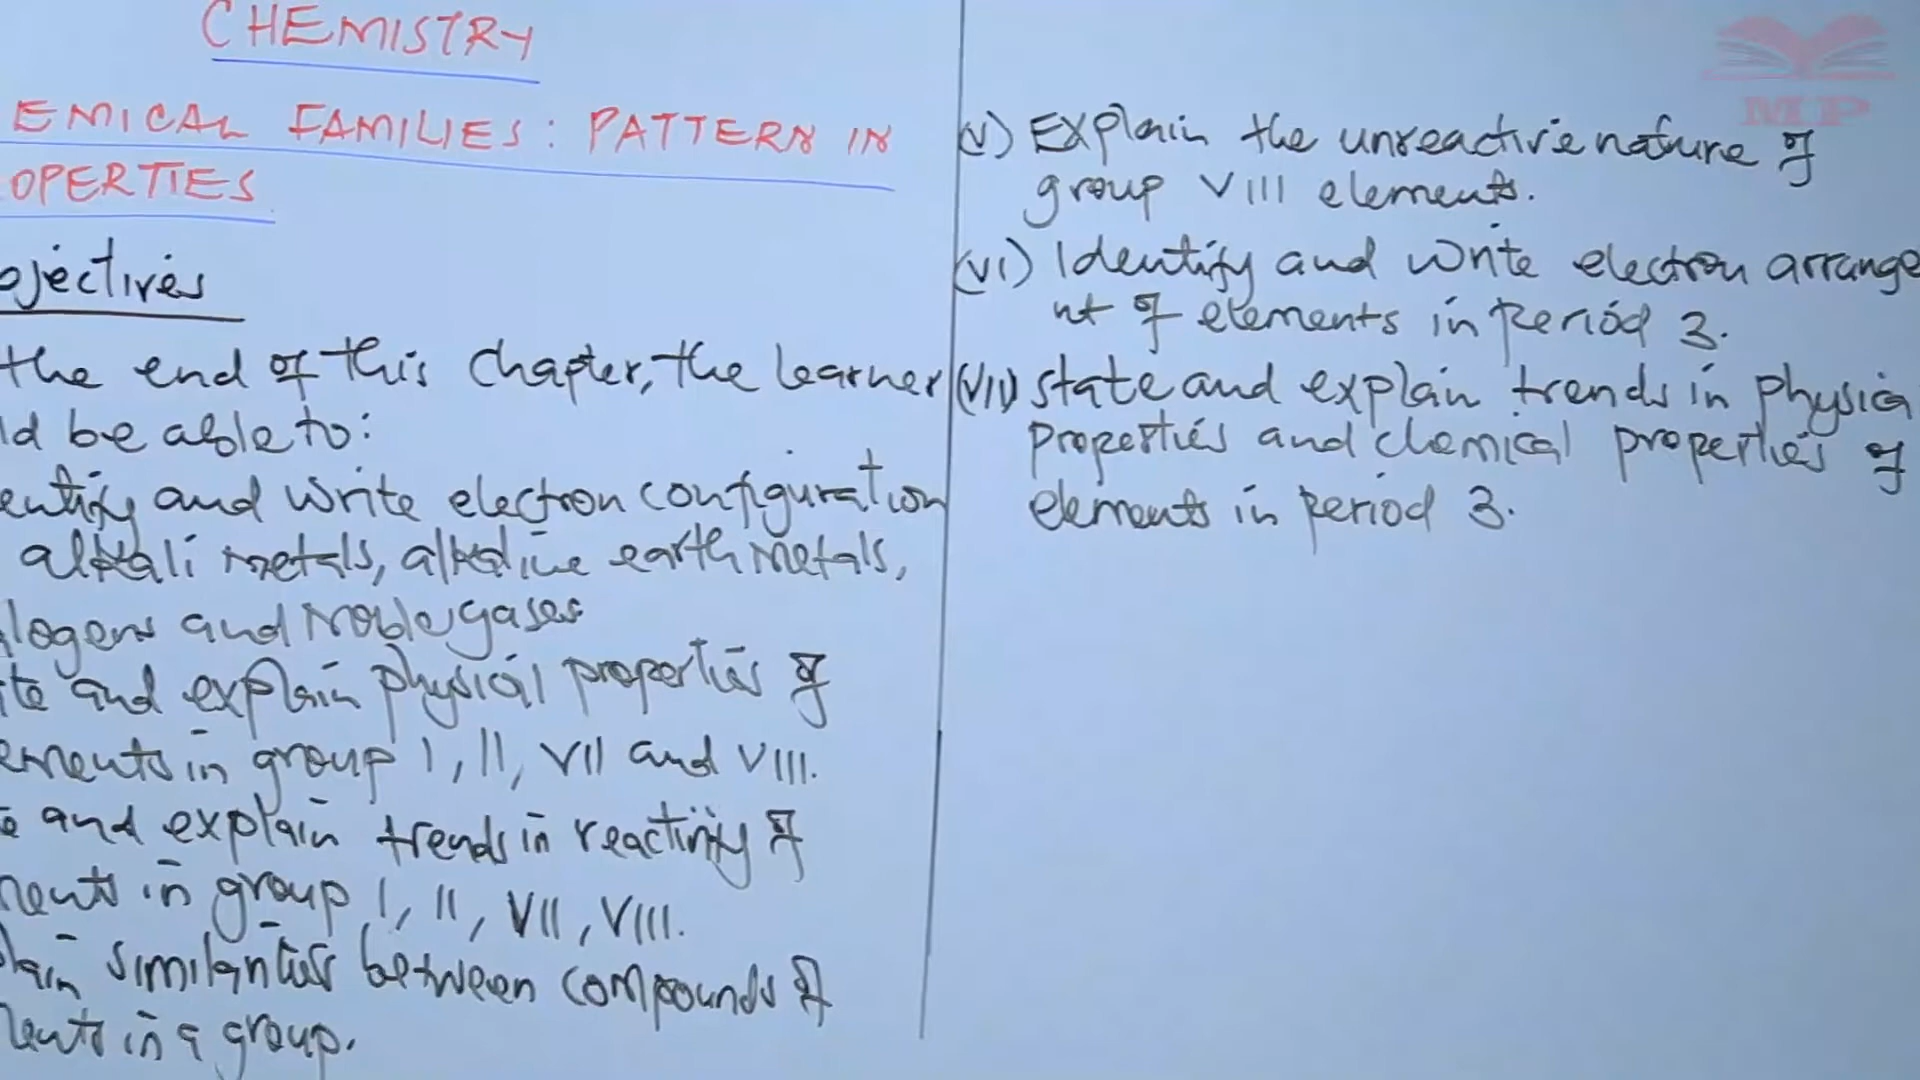 CHEMISTRY
EMICAL FAMILIES: PATTERN IN
OPERTIES
ojectives
the end of this chapter, the learner
ld be able to:
entify and write electron configuration
alkali metals, alkaline earth metals,
logens and Noble gases
te and explain physical properties of
ements in group I, II, VII and VIII.
e and explain trends in reactivity of
ments in group I, II, VII, VIII.
lain similarities between compounds of
ments in a group.
(v) Explain the unreactive nature of
group VIII elements.
(vi) Identify and write electron arrange
nt of elements in Period 3.
(vii) state and explain trends in physica
properties and chemical properties of
elements in period 3.
MP